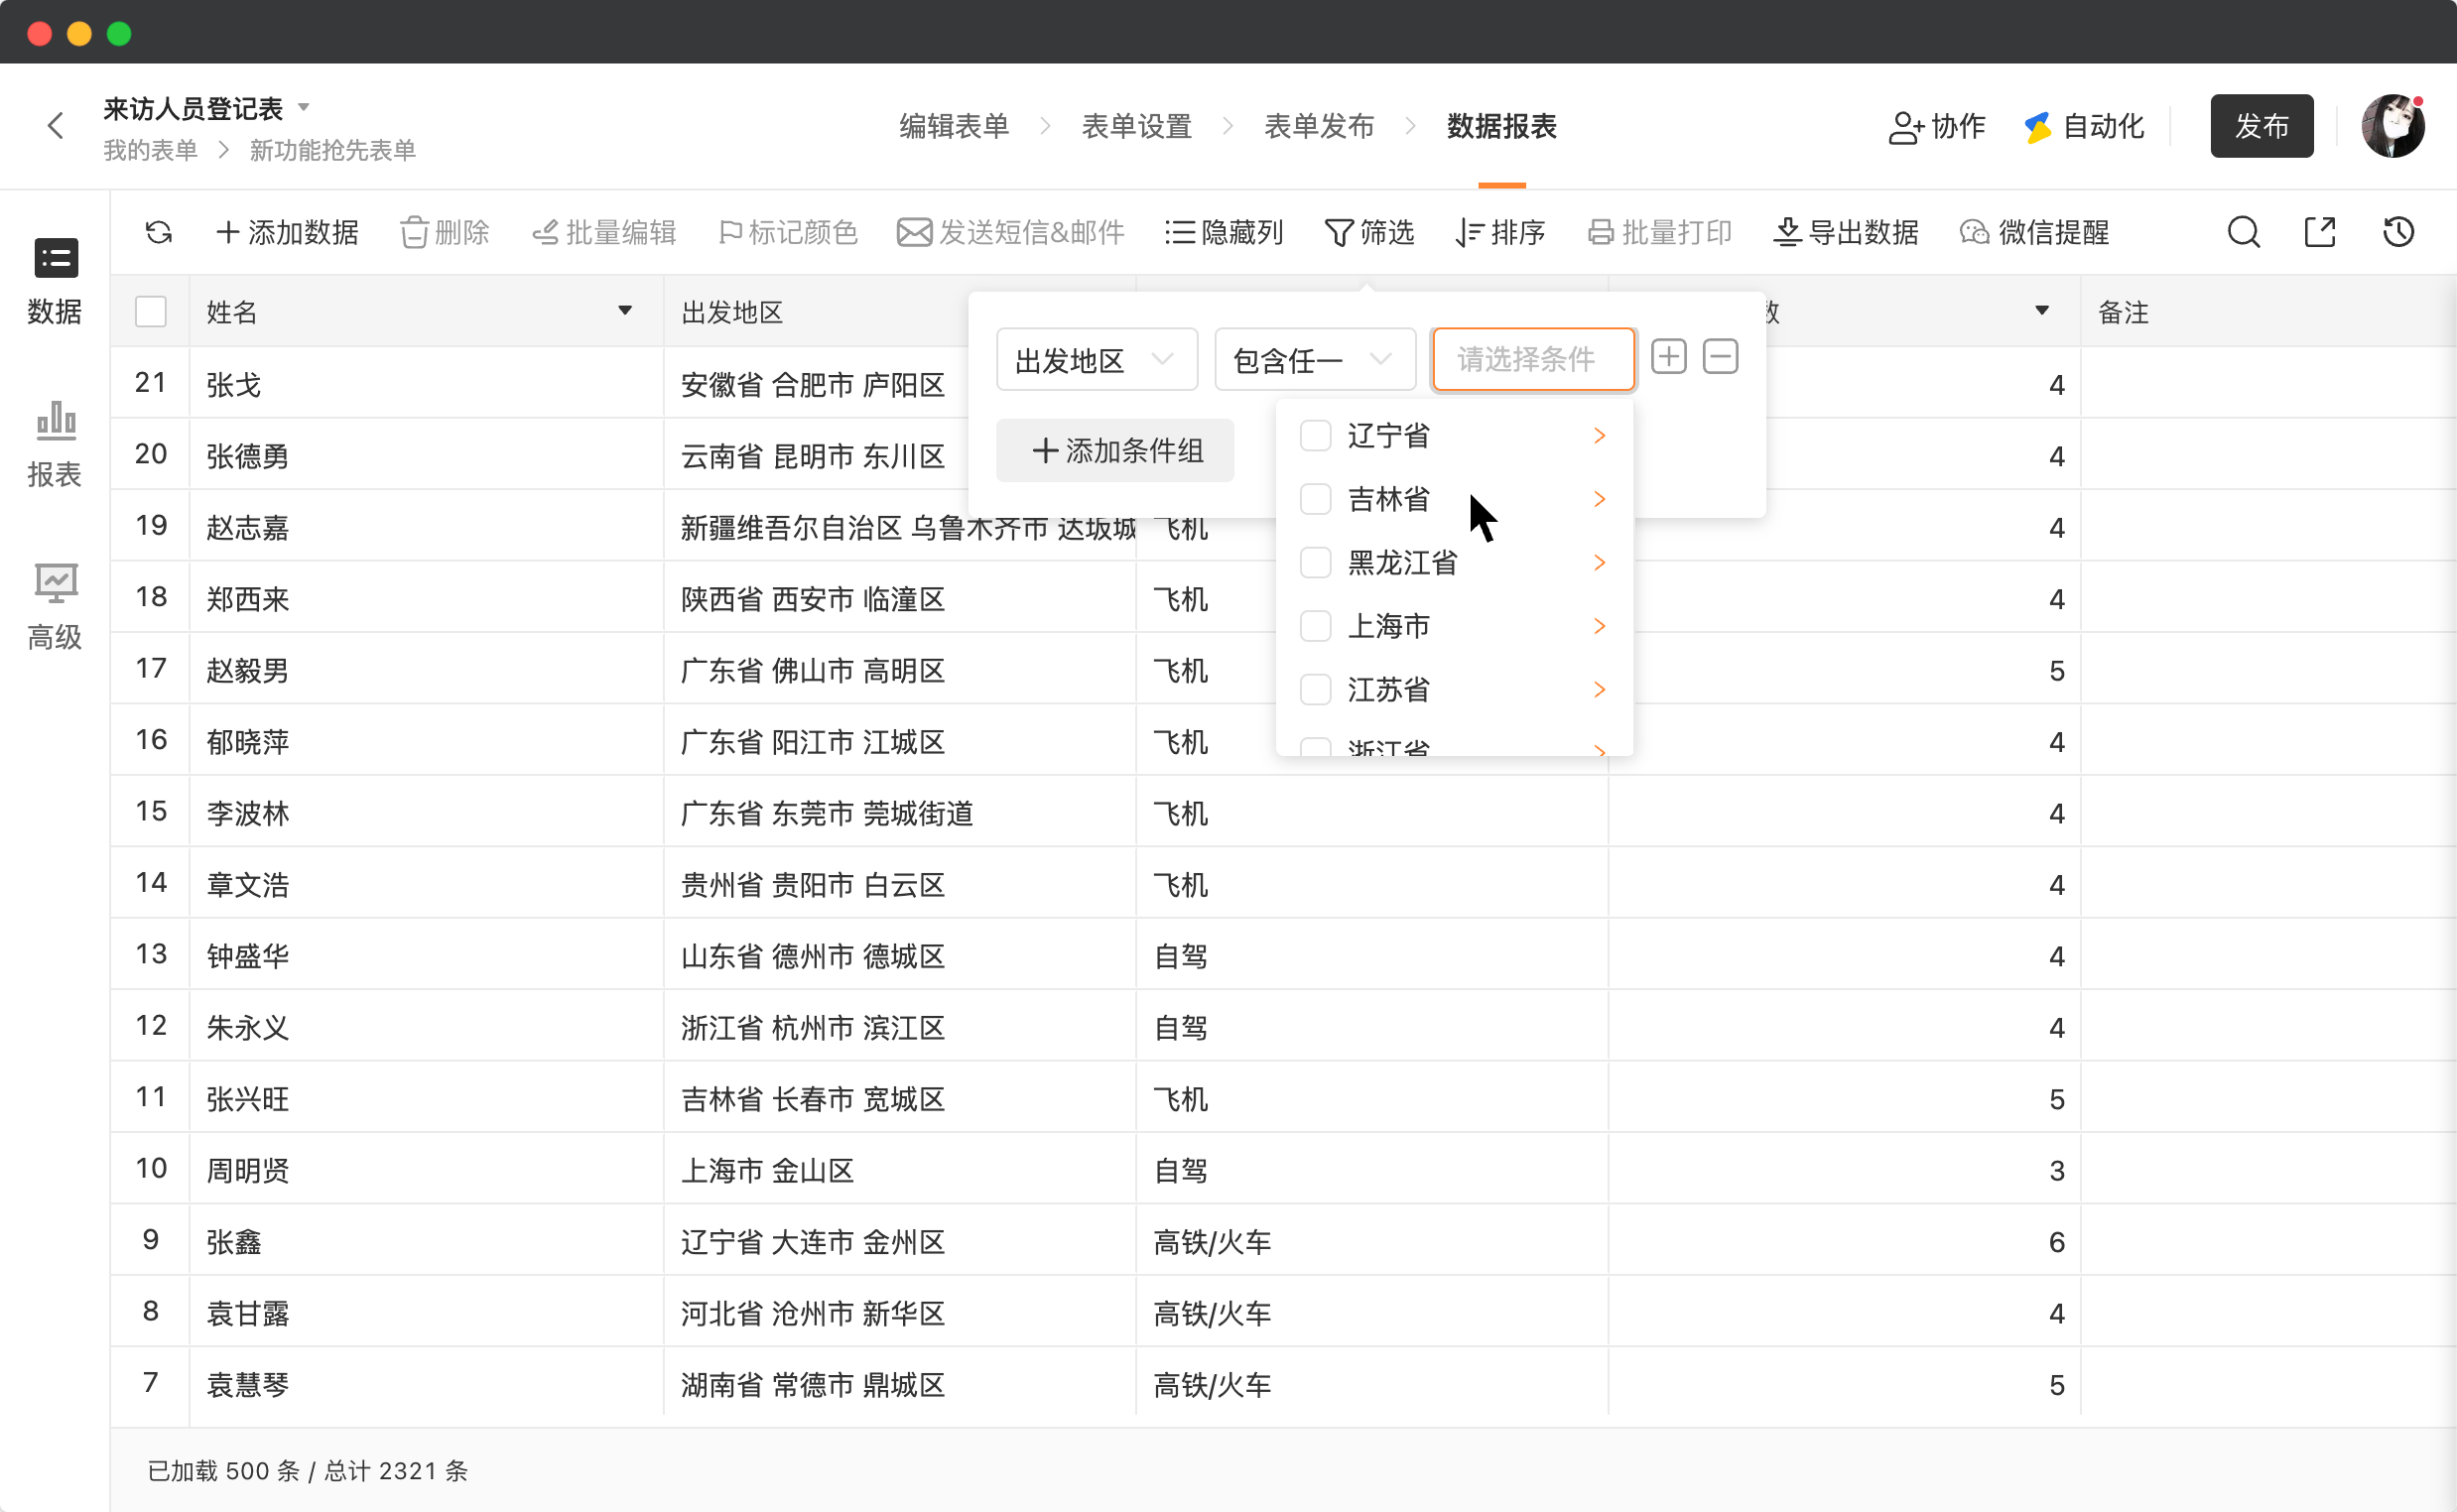 来访人员登记表
我的表单 > 新功能抢先表单
编辑表单 > 表单设置 > 表单发布 > 数据报表
协作 自动化 发布
数据
报表
高级
添加数据 删除 批量编辑 标记颜色 发送短信&邮件 隐藏列 筛选 排序 批量打印 导出数据 微信提醒
姓名 出发地区 数 备注
出发地区 包含任一 请选择条件
添加条件组
辽宁省
吉林省
黑龙江省
上海市
江苏省
浙江省
21 张戈 安徽省 合肥市 庐阳区 4
20 张德勇 云南省 昆明市 东川区 4
19 赵志嘉 新疆维吾尔自治区 乌鲁木齐市 达坂城 飞机 4
18 郑西来 陕西省 西安市 临潼区 飞机 4
17 赵毅男 广东省 佛山市 高明区 飞机 5
16 郁晓萍 广东省 阳江市 江城区 飞机 4
15 李波林 广东省 东莞市 莞城街道 飞机 4
14 章文浩 贵州省 贵阳市 白云区 飞机 4
13 钟盛华 山东省 德州市 德城区 自驾 4
12 朱永义 浙江省 杭州市 滨江区 自驾 4
11 张兴旺 吉林省 长春市 宽城区 飞机 5
10 周明贤 上海市 金山区 自驾 3
9 张鑫 辽宁省 大连市 金州区 高铁/火车 6
8 袁甘露 河北省 沧州市 新华区 高铁/火车 4
7 袁慧琴 湖南省 常德市 鼎城区 高铁/火车 5
已加载 500 条 / 总计 2321 条